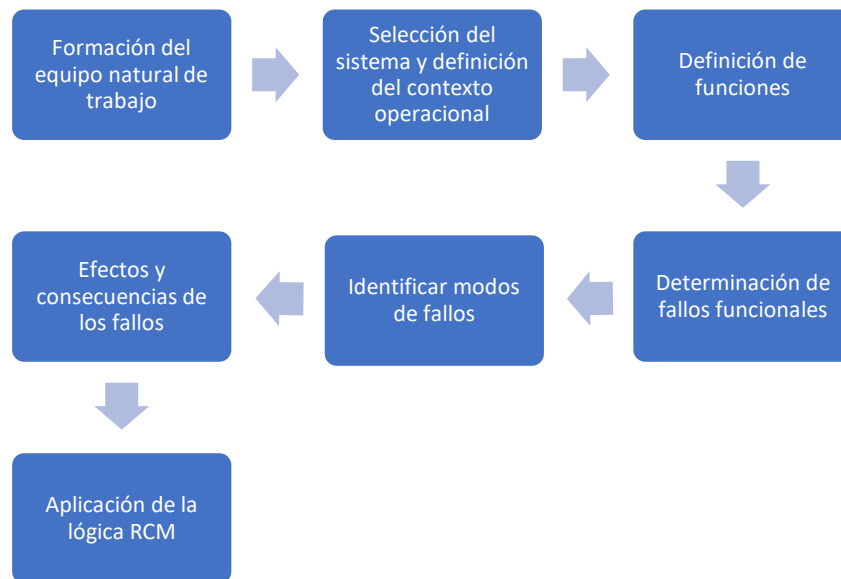 Formación del
equipo natural de
trabajo
Selección del
sistema y definición
del contexto
operacional
Definición de
funciones
Determinación de
fallos funcionales
Identificar modos
de fallos
Efectos y
consecuencias de
los fallos
Aplicación de la
lógica RCM